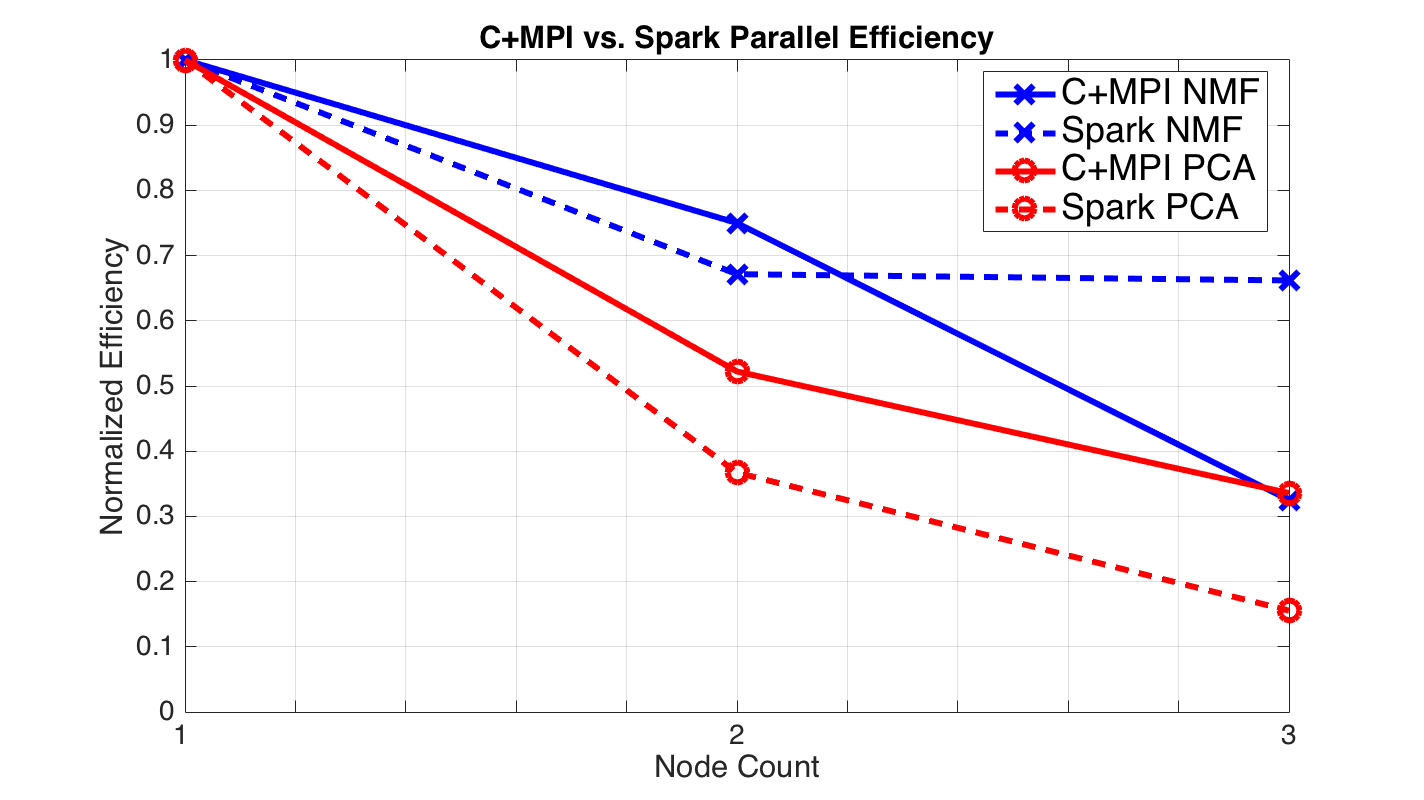 C+MPI vs. Spark Parallel Efficiency
C+MPI NMF
Spark NMF
C+MPI PCA
Spark PCA
Normalized Efficiency
1
0.9
0.8
0.7
0.6
0.5
0.4
0.3
0.2
0.1
0
1
2
3
Node Count